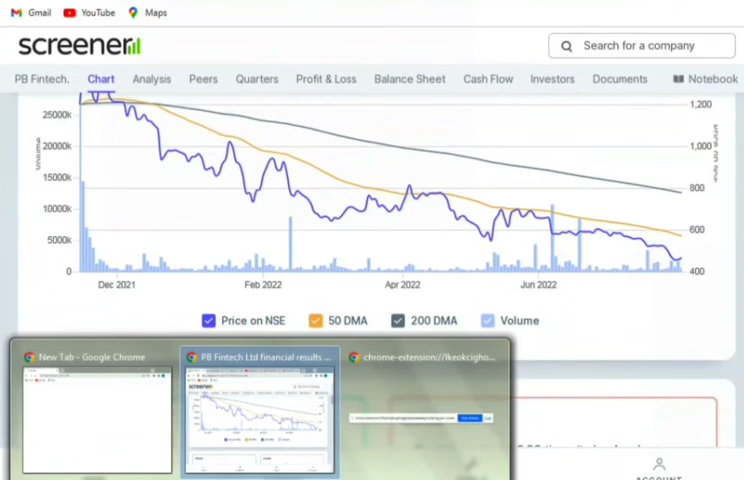 Gmail YouTube Maps
screener
Search for a company
PB Fintech. Chart Analysis Peers Quarters Profit & Loss Balance Sheet Cash Flow Investors Documents Notebook
25000k
20000k
15000k
10000k
5000k
0
1,200
1,000
800
600
400
Dec 2021 Feb 2022 Apr 2022 Jun 2022
Price on NSE 50 DMA 200 DMA Volume
New Tab - Google Chrome
PB Fintech Ltd financial results ...
chrome-extension://lkeokcigho...
ACCOUNT